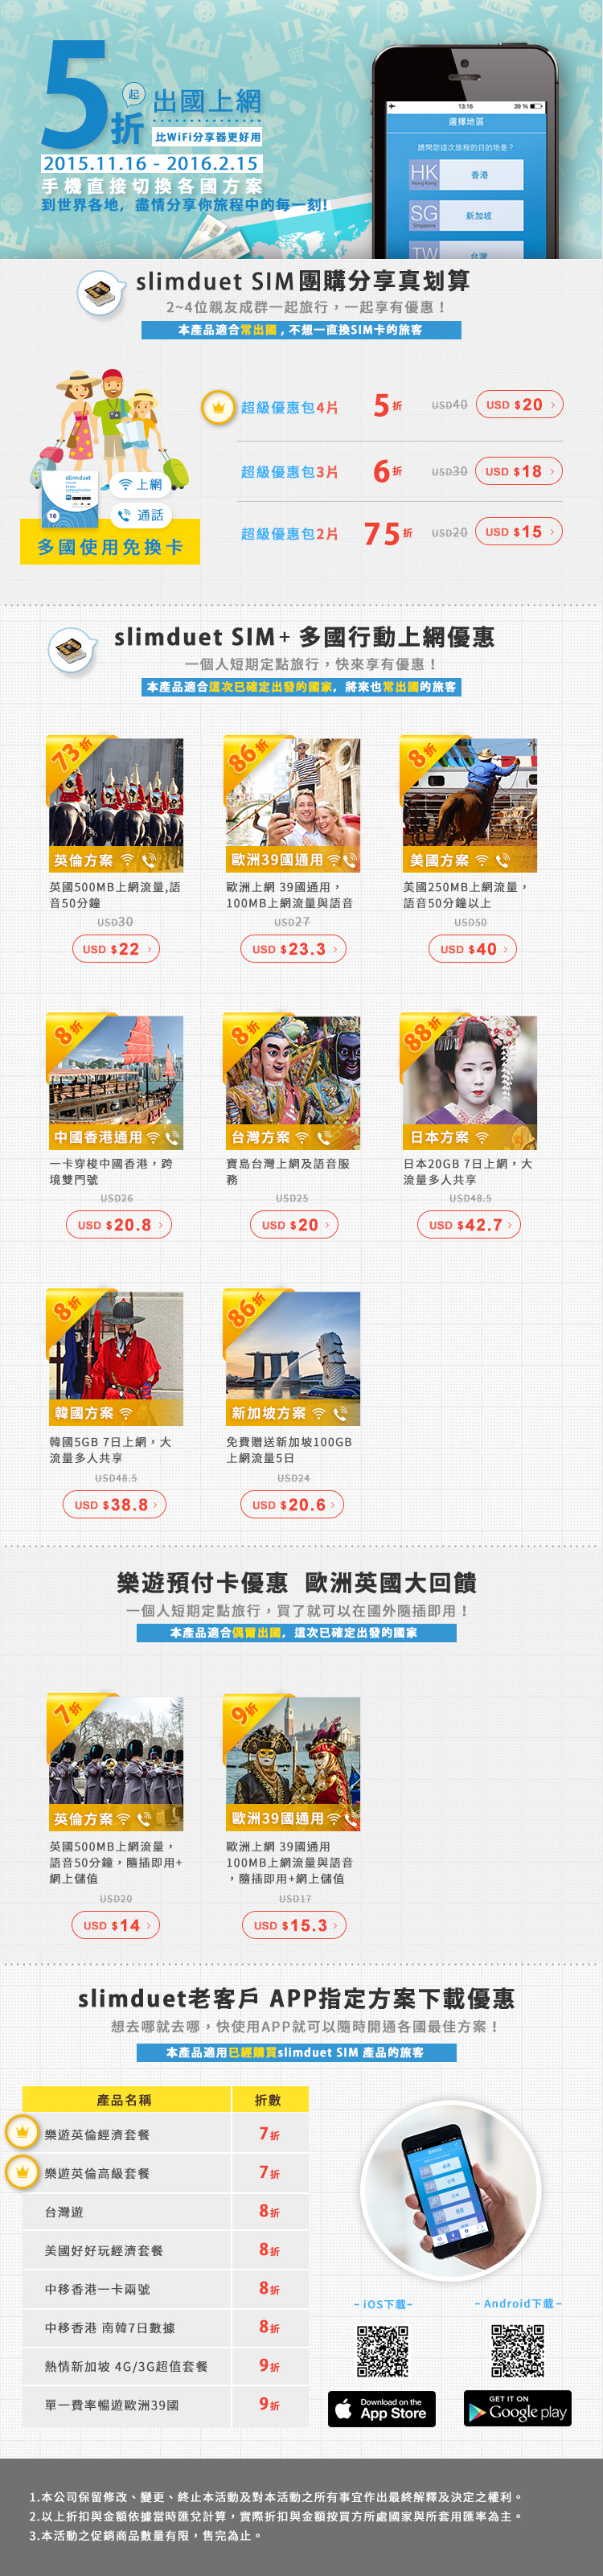 5折
起
出國上網
比WiFi分享器更好用
2015.11.16 - 2016.2.15
手機直接切換各國方案
到世界各地，盡情分享你旅程中的每一刻!
13:16
39 %
選擇地區
請問您這次旅程的目的地是？
HK
Hong Kong
香港
SG
Singapore
新加坡
TW
台灣
slimduet SIM團購分享真划算
2~4位親友成群一起旅行，一起享有優惠！
本產品適合常出國，不想一直換SIM卡的旅客
slimduet
10
上網
通話
多國使用免換卡
超級優惠包4片 5折 USD40 USD $20 >
超級優惠包3片 6折 USD30 USD $18 >
超級優惠包2片 75折 USD20 USD $15 >
slimduet SIM+ 多國行動上網優惠
一個人短期定點旅行，快來享有優惠！
本產品適合這次已確定出發的國家，將來也常出國的旅客
73折
英倫方案
英國500MB上網流量,語
音50分鐘
USD30
USD $22 >
86折
歐洲39國通用
歐洲上網 39國通用，
100MB上網流量與語音
USD27
USD $23.3 >
8折
美國方案
美國250MB上網流量，
語音50分鐘以上
USD50
USD $40 >
8折
中國香港通用
一卡穿梭中國香港，跨
境雙門號
USD26
USD $20.8 >
8折
台灣方案
寶島台灣上網及語音服
務
USD25
USD $20 >
88折
日本方案
日本20GB 7日上網，大
流量多人共享
USD48.5
USD $42.7 >
8折
韓國方案
韓國5GB 7日上網，大
流量多人共享
USD48.5
USD $38.8 >
86折
新加坡方案
免費贈送新加坡100GB
上網流量5日
USD24
USD $20.6 >
樂遊預付卡優惠 歐洲英國大回饋
一個人短期定點旅行，買了就可以在國外隨插即用！
本產品適合偶爾出國，這次已確定出發的國家
7折
英倫方案
英國500MB上網流量，
語音50分鐘，隨插即用+
網上儲值
USD20
USD $14 >
9折
歐洲39國通用
歐洲上網 39國通用
100MB上網流量與語音
，隨插即用+網上儲值
USD17
USD $15.3 >
slimduet老客戶 APP指定方案下載優惠
想去哪就去哪，快使用APP就可以隨時開通各國最佳方案！
本產品適用已經購買slimduet SIM 產品的旅客
產品名稱 折數
樂遊英倫經濟套餐 7折
樂遊英倫高級套餐 7折
台灣遊 8折
美國好好玩經濟套餐 8折
中移香港一卡兩號 8折
中移香港 南韓7日數據 8折
熱情新加坡 4G/3G超值套餐 9折
單一費率暢遊歐洲39國 9折
- iOS下載-
- Android下載-
Download on the
App Store
GET IT ON
Google play
1.本公司保留修改、變更、終止本活動及對本活動之所有事宜作出最終解釋及決定之權利。
2.以上折扣與金額依據當時匯兌計算，實際折扣與金額按買方所處國家與所套用匯率為主。
3.本活動之促銷商品數量有限，售完為止。